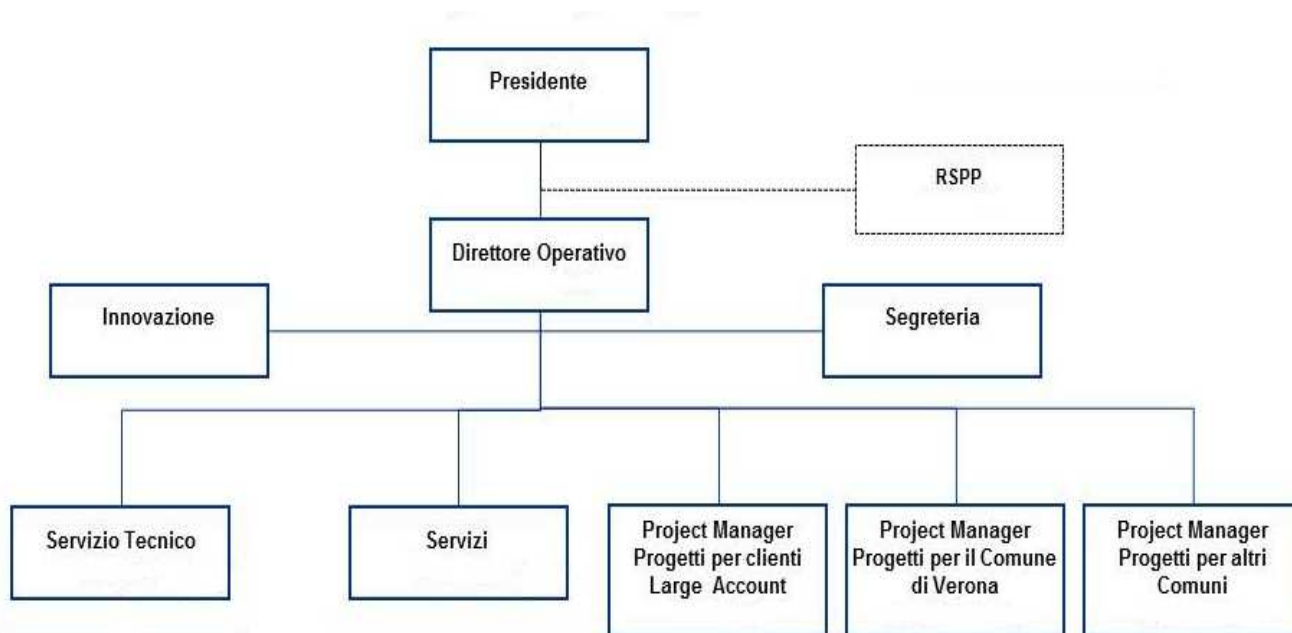 Presidente
RSPP
Direttore Operativo
Innovazione
Segreteria
Servizio Tecnico
Servizi
Project Manager
Progetti per clienti
Large Account
Project Manager
Progetti per il Comune
di Verona
Project Manager
Progetti per altri
Comuni